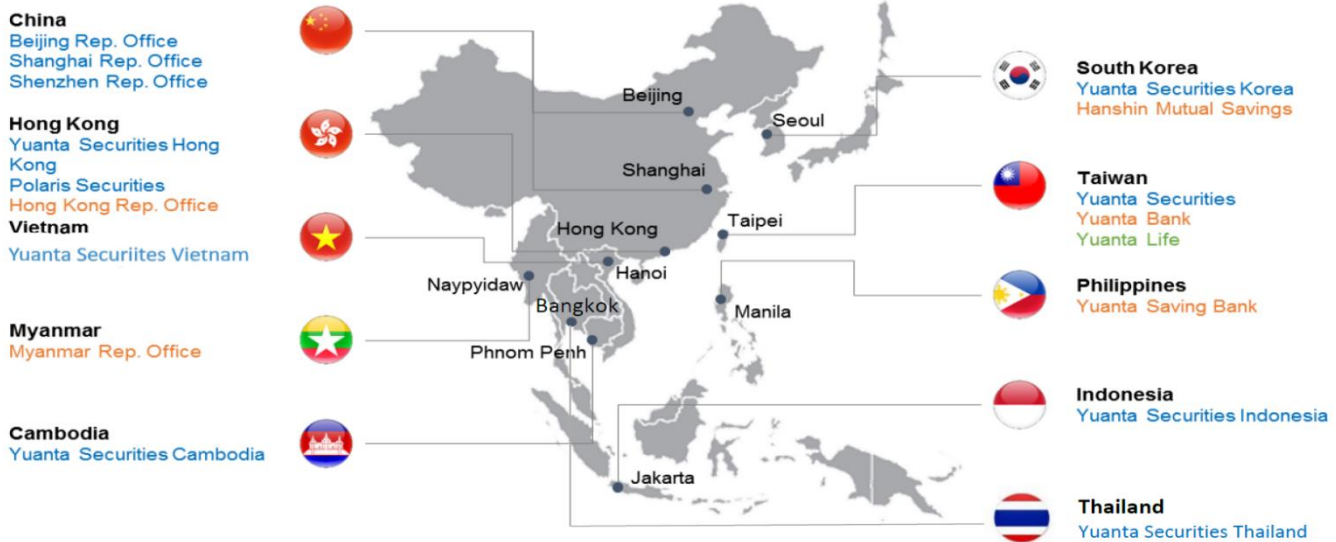 China
Beijing Rep. Office
Shanghai Rep. Office
Shenzhen Rep. Office
Hong Kong
Yuanta Securities Hong
Kong
Polaris Securities
Hong Kong Rep. Office
Vietnam
Yuanta Securiites Vietnam
Myanmar
Myanmar Rep. Office
Cambodia
Yuanta Securities Cambodia
Beijing
Seoul
Shanghai
Taipei
Hong Kong
Hanoi
Naypyidaw
Bangkok
Manila
Phnom Penh
Jakarta
South Korea
Yuanta Securities Korea
Hanshin Mutual Savings
Taiwan
Yuanta Securities
Yuanta Bank
Yuanta Life
Philippines
Yuanta Saving Bank
Indonesia
Yuanta Securities Indonesia
Thailand
Yuanta Securities Thailand